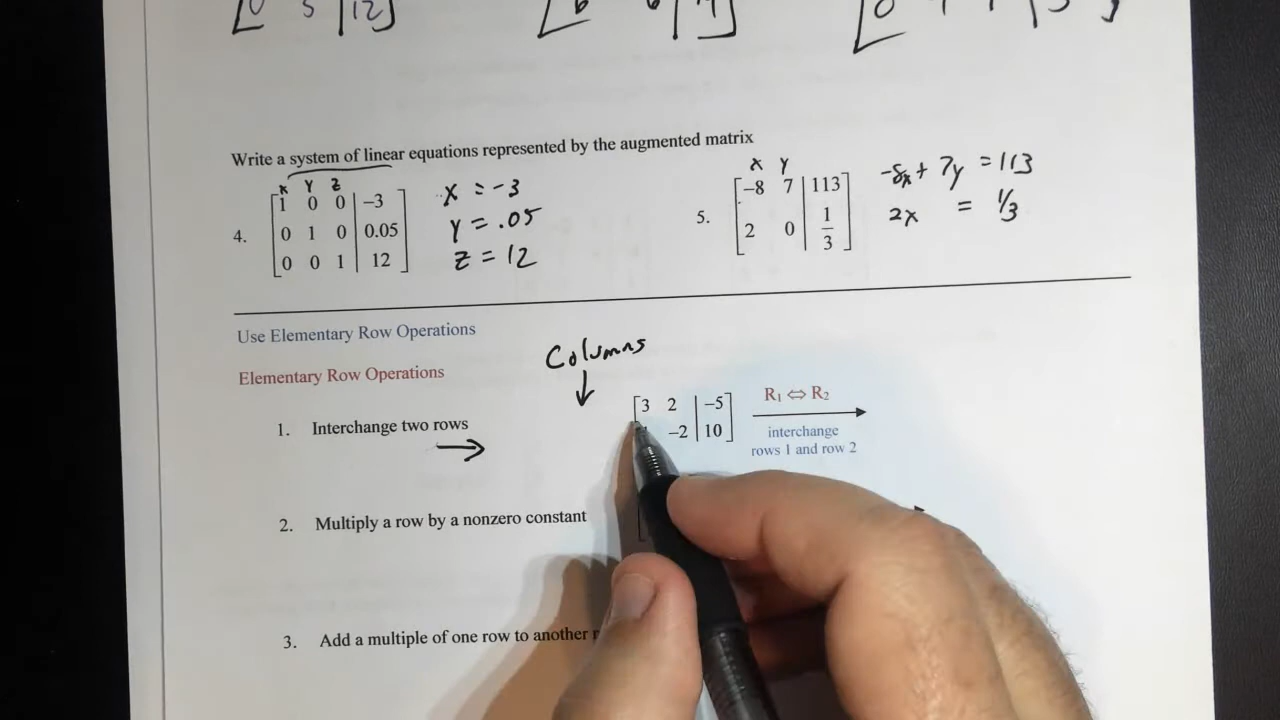 Write a system of linear equations represented by the augmented matrix
x y z
4. [1 0 0 | -3]
[0 1 0 | 0.05]
[0 0 1 | 12]
x = -3
y = .05
z = 12
x y
5. [-8 7 | 113]
[2 0 | 1/3]
-8x + 7y = 113
2x = 1/3
Use Elementary Row Operations
Elementary Row Operations
Columns
↓
1. Interchange two rows
→
[3 2 | -5]
-2 | 10]
R₁ ⇔ R₂
interchange
rows 1 and row 2
2. Multiply a row by a nonzero constant
3. Add a multiple of one row to another